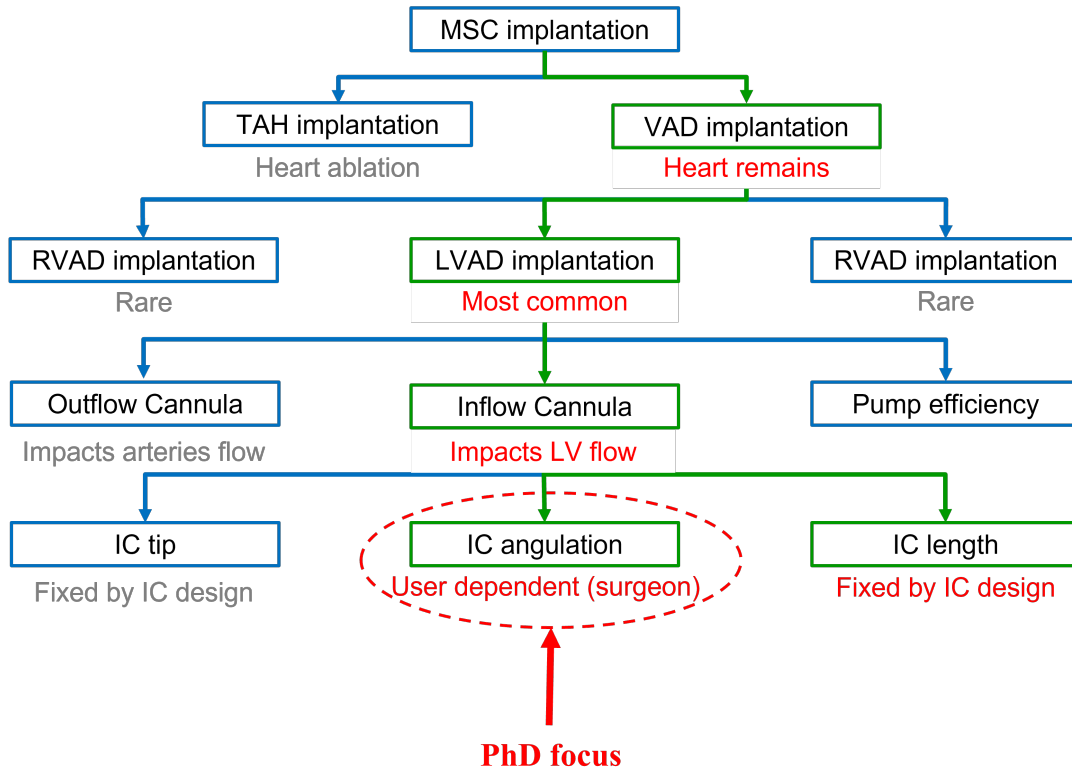 MSC implantation
TAH implantation
VAD implantation
Heart ablation
Heart remains
RVAD implantation
LVAD implantation
RVAD implantation
Rare
Most common
Rare
Outflow Cannula
Inflow Cannula
Pump efficiency
Impacts arteries flow
Impacts LV flow
IC tip
IC angulation
IC length
Fixed by IC design
User dependent (surgeon)
Fixed by IC design
PhD focus